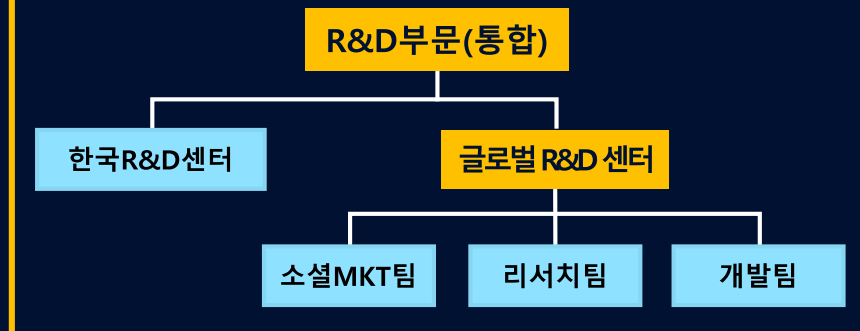 R&D부문(통합)
한국R&D센터
글로벌 R&D 센터
소셜MKT팀
리서치팀
개발팀